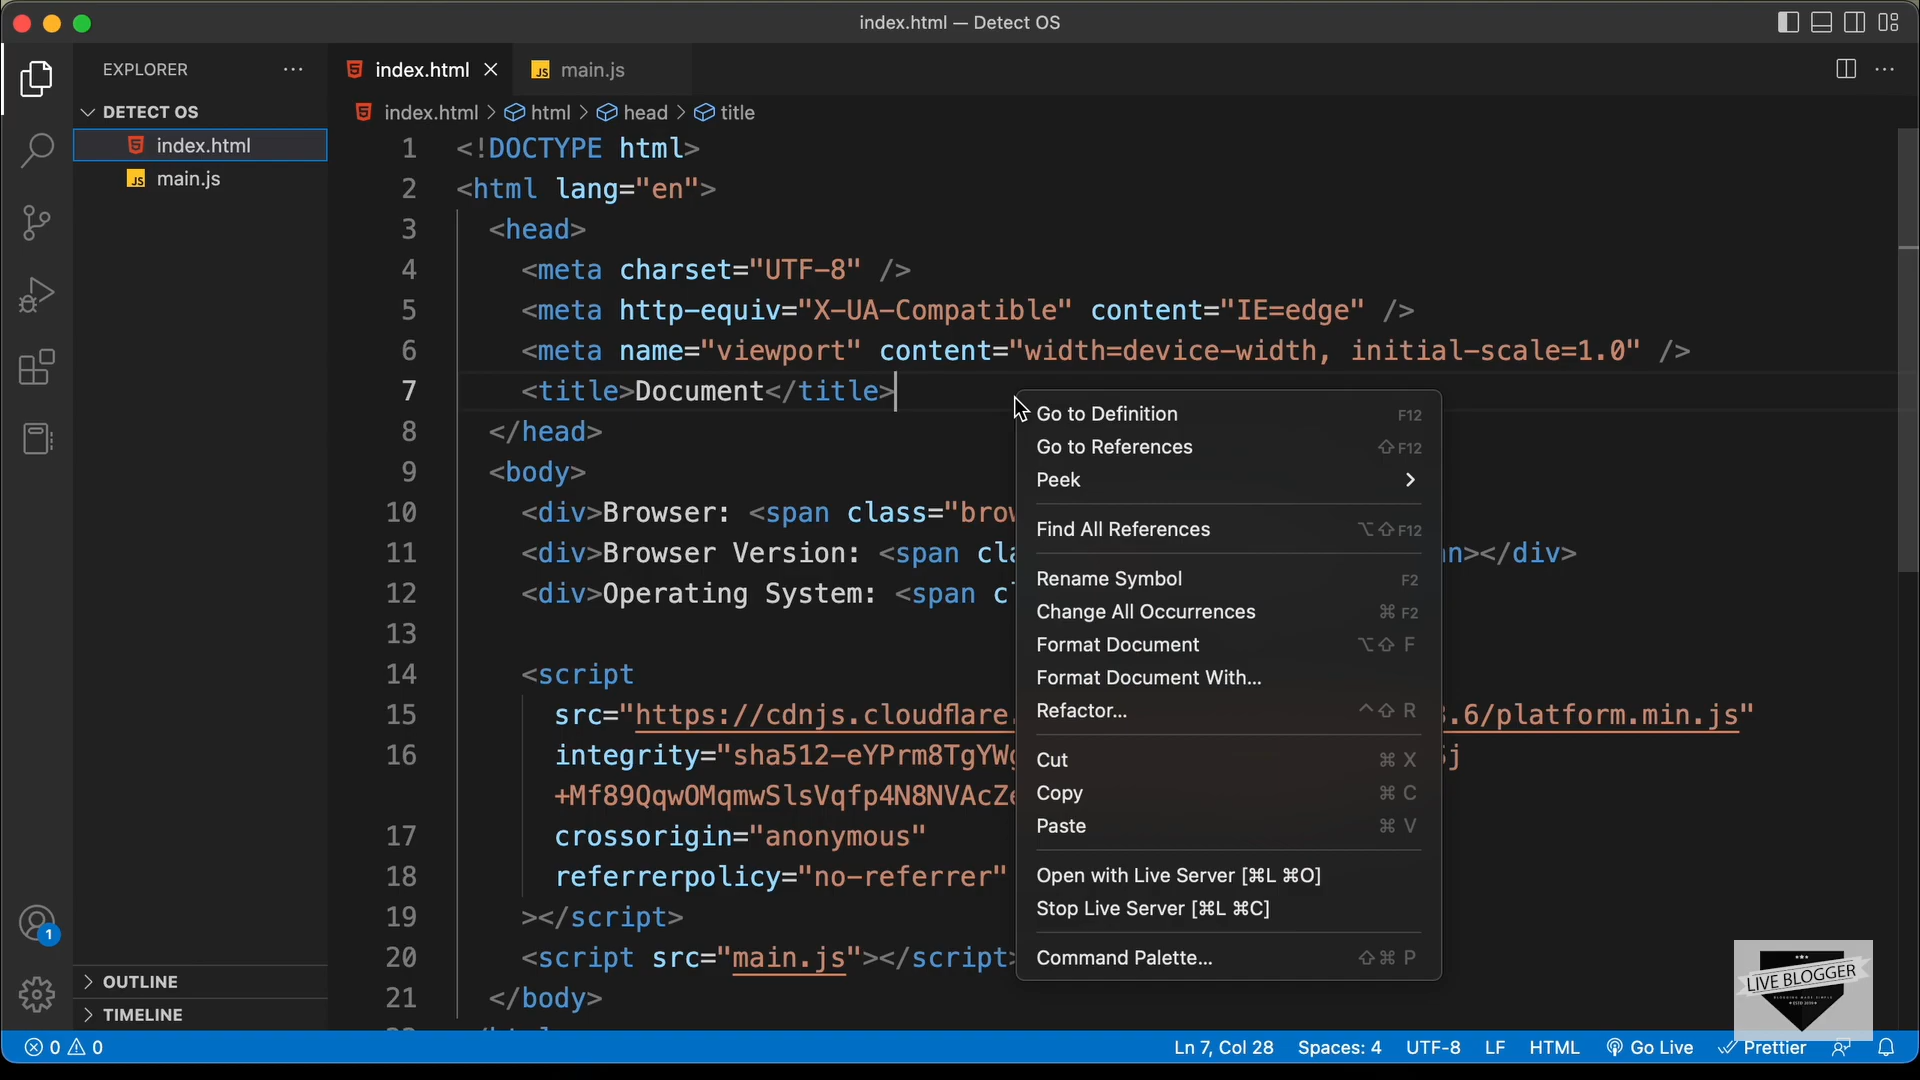 index.html — Detect OS
EXPLORER
DETECT OS
index.html
JS main.js
OUTLINE
TIMELINE
index.html
JS main.js
index.html > html > head > title
1 <!DOCTYPE html>
2 <html lang="en">
3 <head>
4 <meta charset="UTF-8" />
5 <meta http-equiv="X-UA-Compatible" content="IE=edge" />
6 <meta name="viewport" content="width=device-width, initial-scale=1.0" />
7 <title>Document</title>
8 </head>
9 <body>
10 <div>Browser: <span class="brow
11 <div>Browser Version: <span cla n></div>
12 <div>Operating System: <span c
13
14 <script
15 src="https://cdnjs.cloudflare. .6/platform.min.js"
16 integrity="sha512-eYPrm8TgYW j
+Mf89QqwOMqmwSlsVqfp4N8NVAcZ
17 crossorigin="anonymous"
18 referrerpolicy="no-referrer"
19 ></script>
20 <script src="main.js"></script>
21 </body>
Go to Definition F12
Go to References ⇧F12
Peek
Find All References ⌥⇧F12
Rename Symbol F2
Change All Occurrences ⌘F2
Format Document ⌥⇧F
Format Document With...
Refactor... ^⇧R
Cut ⌘X
Copy ⌘C
Paste ⌘V
Open with Live Server [⌘L ⌘O]
Stop Live Server [⌘L ⌘C]
Command Palette... ⇧⌘P
LIVE BLOGGER
1
0 0
Ln 7, Col 28 Spaces: 4 UTF-8 LF HTML Go Live Prettier